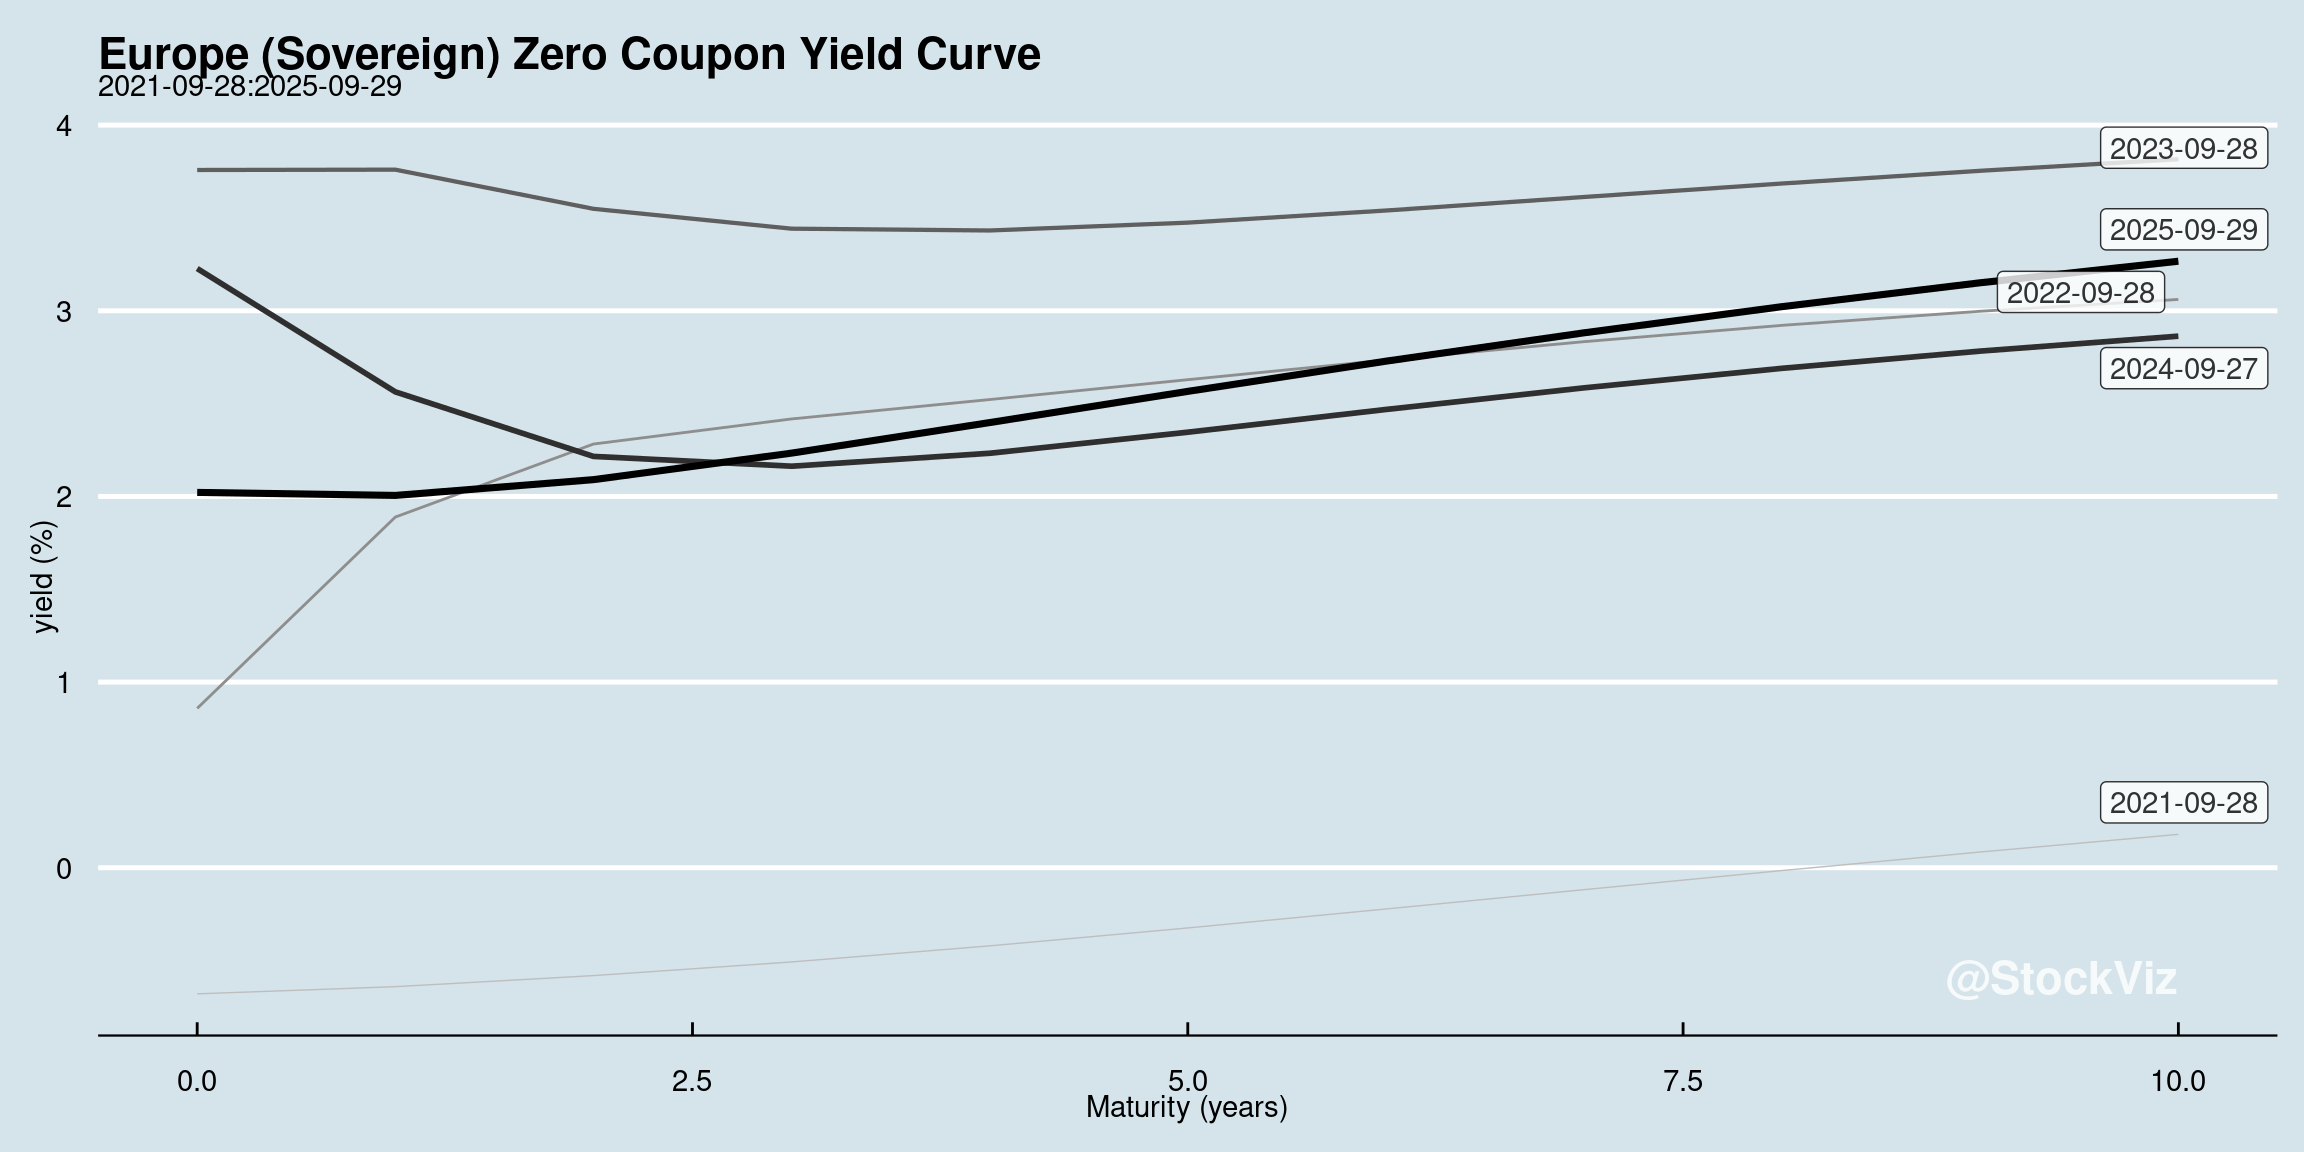 Europe (Sovereign) Zero Coupon Yield Curve
2021-09-28:2025-09-29
4
2023-09-28
2025-09-29
2022-09-28
3
2024-09-27
2
yield (%)
1
2021-09-28
0
@StockViz
0.0 2.5 5.0 7.5 10.0
Maturity (years)